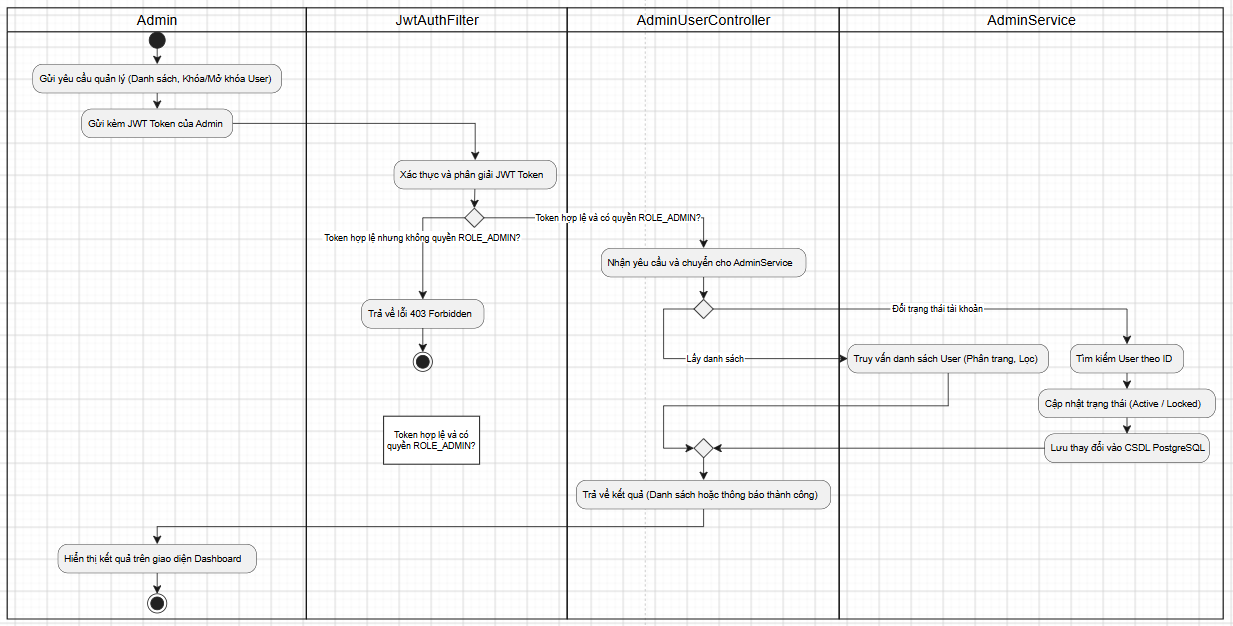 Admin
JwtAuthFilter
AdminUserController
AdminService
Gửi yêu cầu quản lý (Danh sách, Khóa/Mở khóa User)
Gửi kèm JWT Token của Admin
Xác thực và phân giải JWT Token
Token hợp lệ và có quyền ROLE_ADMIN?
Token hợp lệ nhưng không quyền ROLE_ADMIN?
Nhận yêu cầu và chuyển cho AdminService
Trả về lỗi 403 Forbidden
Đổi trạng thái tài khoản
Lấy danh sách
Truy vấn danh sách User (Phân trang, Lọc)
Tìm kiếm User theo ID
Cập nhật trạng thái (Active / Locked)
Token hợp lệ và có
quyền ROLE_ADMIN?
Lưu thay đổi vào CSDL PostgreSQL
Trả về kết quả (Danh sách hoặc thông báo thành công)
Hiển thị kết quả trên giao diện Dashboard